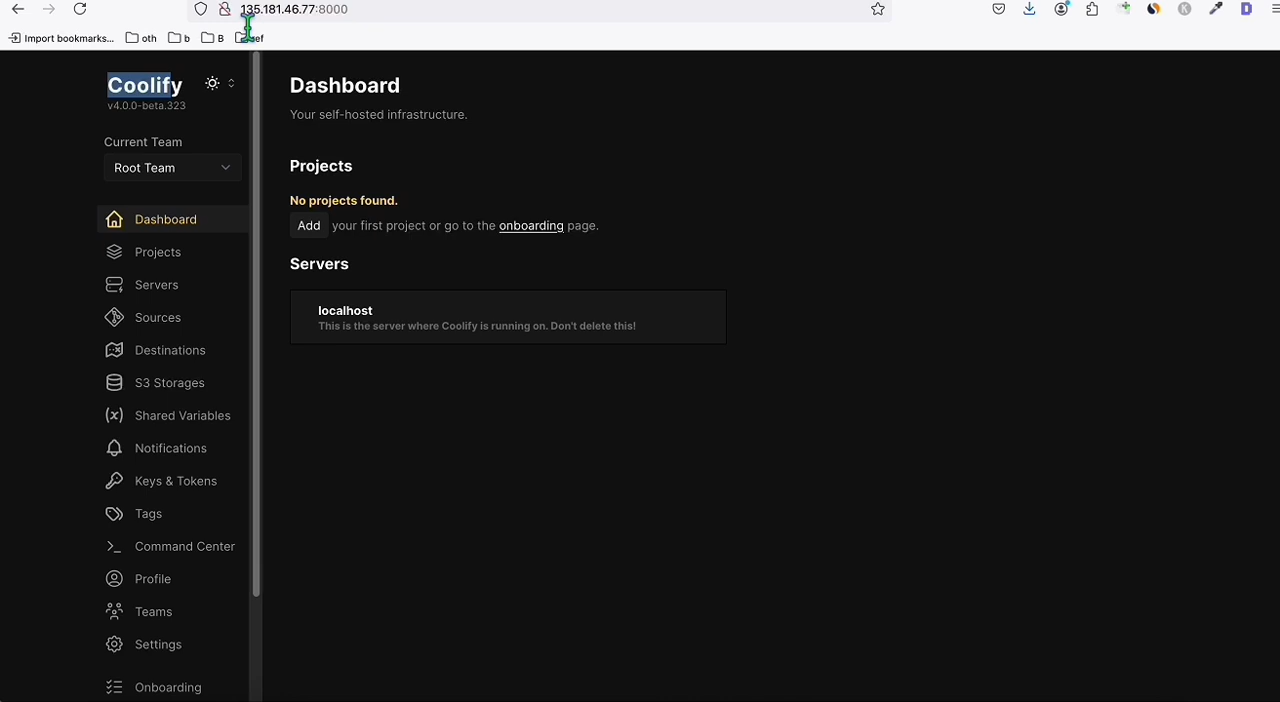 135.181.46.77:8000
Import bookmarks... oth b B
Coolify
v4.0.0-beta.323
Current Team
Root Team
Dashboard
Projects
Servers
Sources
Destinations
S3 Storages
Shared Variables
Notifications
Keys & Tokens
Tags
Command Center
Profile
Teams
Settings
Onboarding
Dashboard
Your self-hosted infrastructure.
Projects
No projects found.
Add your first project or go to the onboarding page.
Servers
localhost
This is the server where Coolify is running on. Don't delete this!